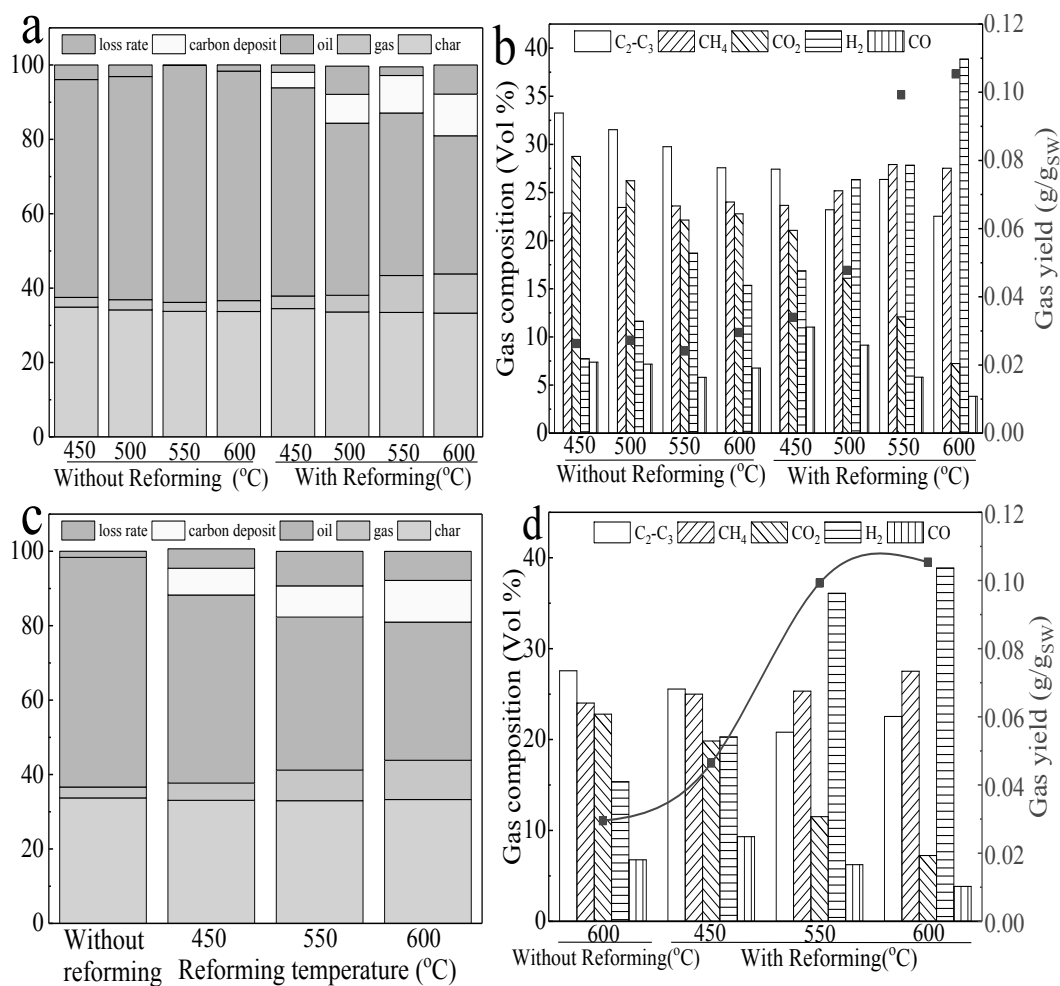 a
loss rate carbon deposit oil gas char
100
80
60
40
20
0
450 500 550 600 450 500 550 600
Without Reforming (°C) With Reforming(°C)
b
C₂-C₃ CH₄ CO₂ H₂ CO
Gas composition (Vol %)
40
35
30
25
20
15
10
5
0
0.12
0.10
0.08
0.06
0.04
0.02
0.00
Gas yield (g/gSW)
450 500 550 600 450 500 550 600
Without Reforming (°C) With Reforming(°C)
c
loss rate carbon deposit oil gas char
100
80
60
40
20
0
Without
reforming
450 550 600
Reforming temperature (°C)
d
C₂-C₃ CH₄ CO₂ H₂ CO
Gas composition (Vol %)
40
30
20
10
0
0.12
0.10
0.08
0.06
0.04
0.02
0.00
Gas yield (g/gSW)
600 450 550 600
Without Reforming(°C) With Reforming(°C)